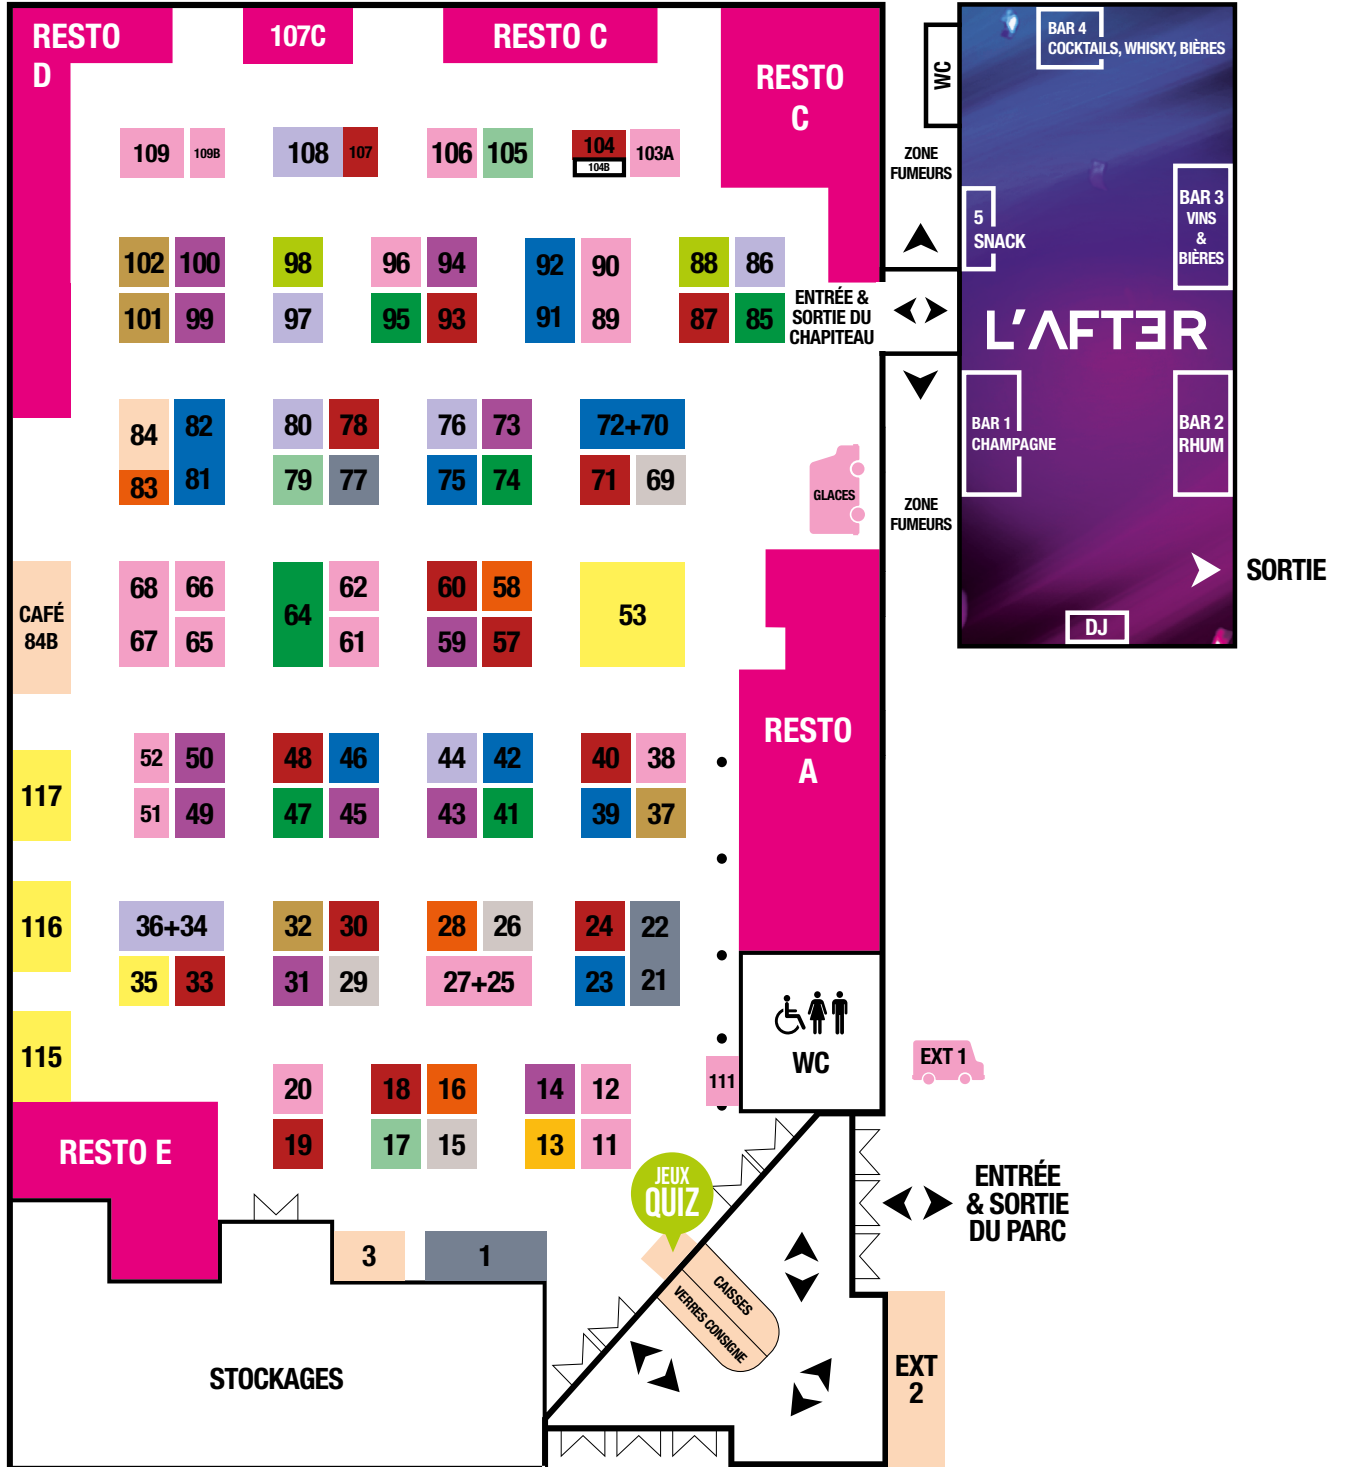 RESTO
D
107C
RESTO C
RESTO
C
WC
BAR 4
COCKTAILS, WHISKY, BIÈRES
109
109B
108
107
106
105
104
104B
103A
ZONE
FUMEURS
BAR 3
VINS
&
BIÈRES
5
SNACK
102
100
98
96
94
92
90
88
86
101
99
97
95
93
91
89
87
85
ENTRÉE &
SORTIE DU
CHAPITEAU
L'AFTER
84
82
80
78
76
73
72+70
83
81
79
77
75
74
71
69
GLACES
BAR 1
CHAMPAGNE
BAR 2
RHUM
ZONE
FUMEURS
SORTIE
DJ
CAFÉ
84B
68
66
64
62
60
58
53
67
65
61
59
57
RESTO
A
117
52
50
48
46
44
42
40
38
51
49
47
45
43
41
39
37
116
36+34
32
30
28
26
24
22
35
33
31
29
27+25
23
21
115
WC
EXT 1
111
20
18
16
14
12
19
17
15
13
11
RESTO E
JEUX
QUIZ
ENTRÉE
& SORTIE
DU PARC
3
1
CAISSES
VERRES CONSIGNE
STOCKAGES
EXT
2